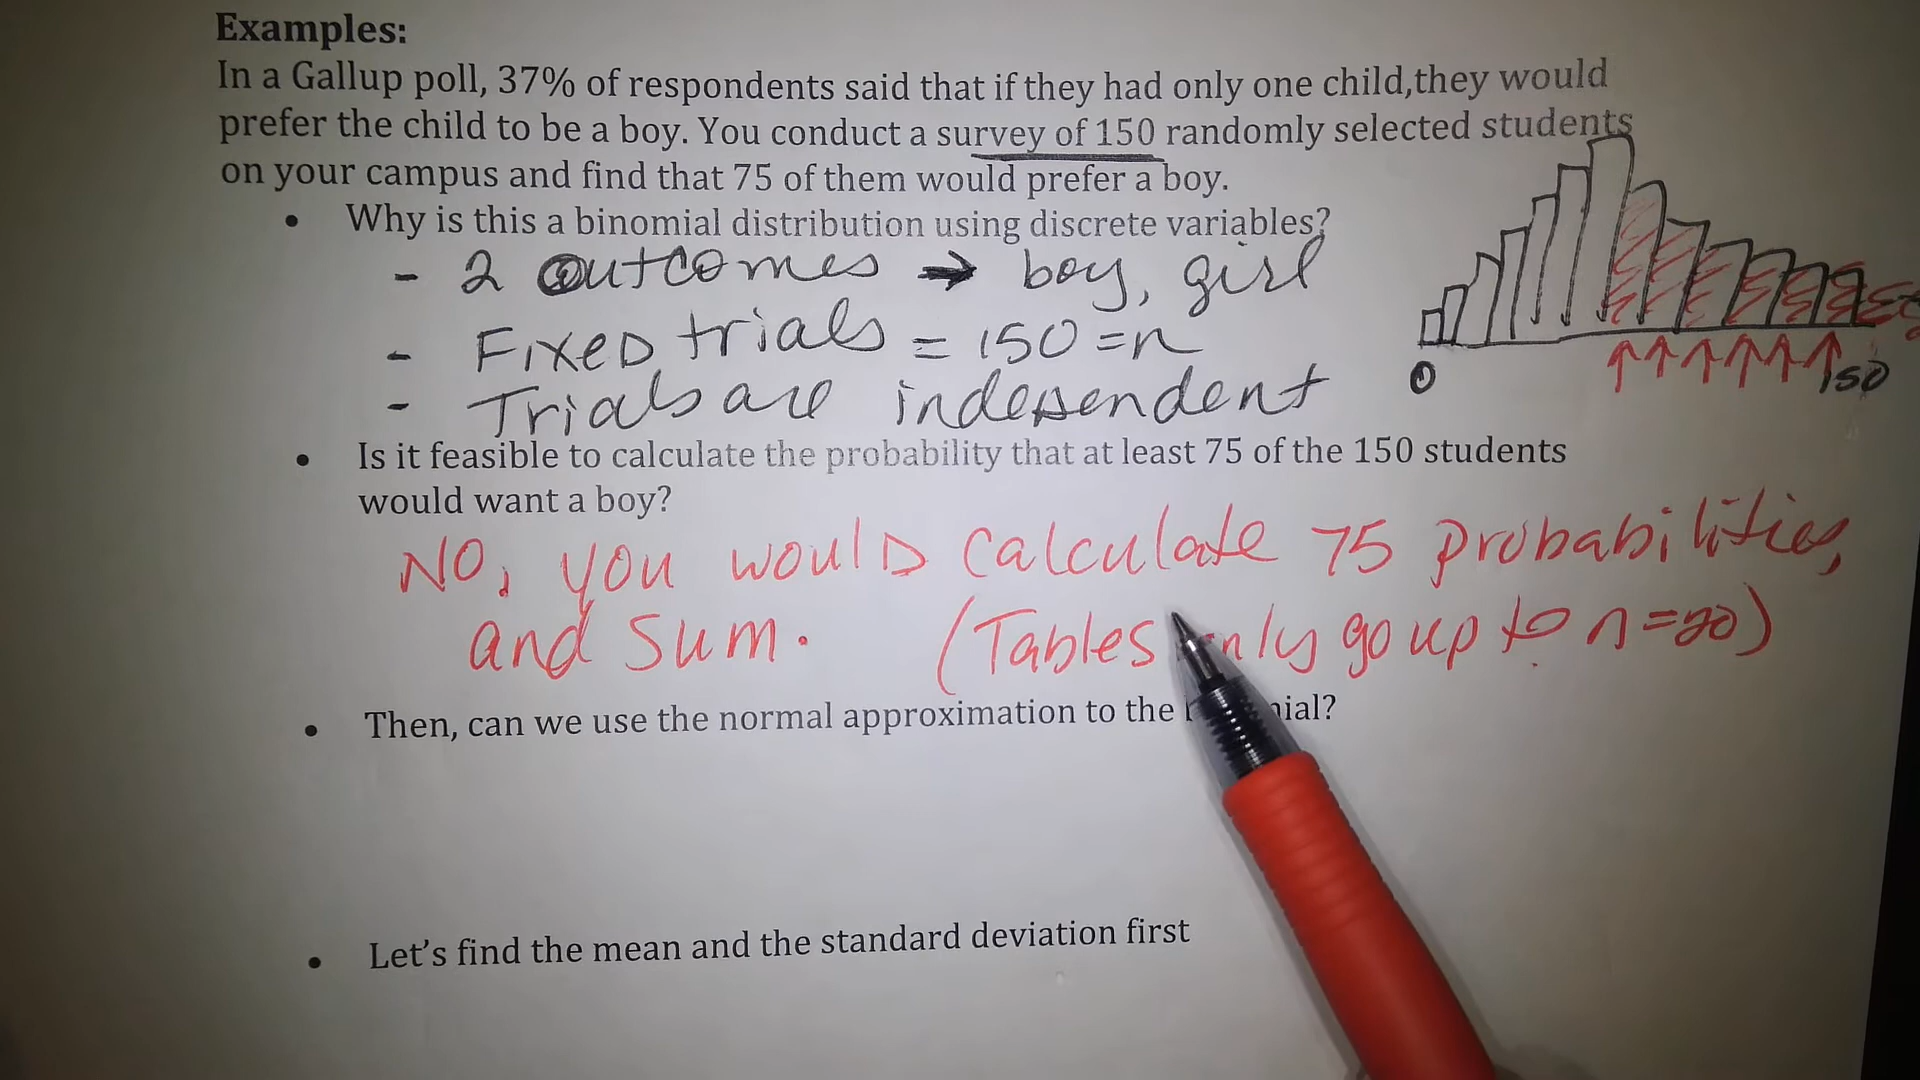 Examples:
In a Gallup poll, 37% of respondents said that if they had only one child,they would
prefer the child to be a boy. You conduct a survey of 150 randomly selected students
on your campus and find that 75 of them would prefer a boy.
• Why is this a binomial distribution using discrete variables?
- 2 Outcomes → boy, girl
- Fixed trials = 150 = n
- Trials are independent
0 150
• Is it feasible to calculate the probability that at least 75 of the 150 students
would want a boy?
NO, you would calculate 75 probabilities,
and sum. (Tables only go up to n=20)
• Then, can we use the normal approximation to the
• Let's find the mean and the standard deviation first